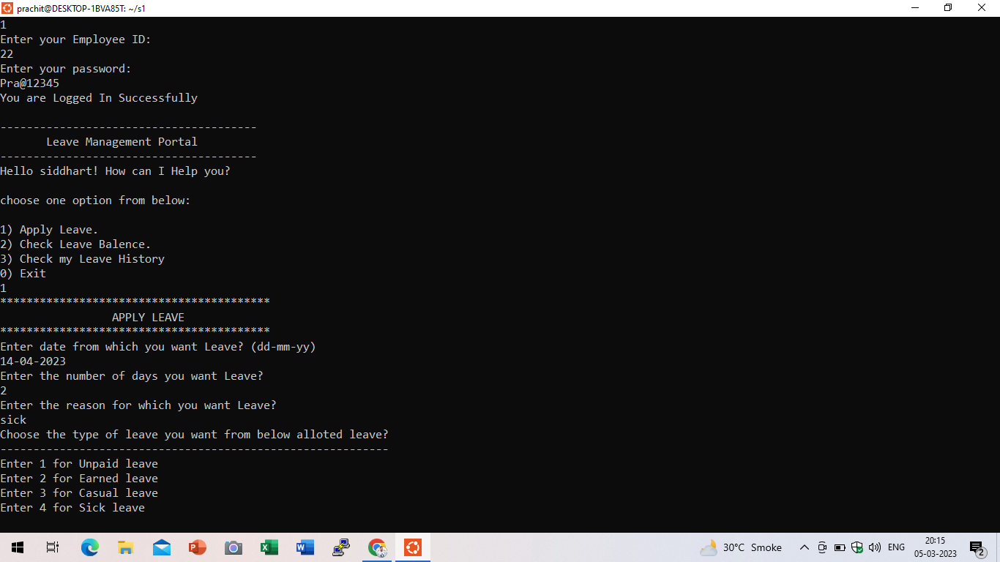 prachit@DESKTOP-1BVA85T: ~/s1
1
Enter your Employee ID:
22
Enter your password:
Pra@12345
You are Logged In Successfully
---------------------------------------
Leave Management Portal
---------------------------------------
Hello siddhart! How can I Help you?
choose one option from below:
1) Apply Leave.
2) Check Leave Balence.
3) Check my Leave History
0) Exit
1
*****************************************
APPLY LEAVE
*****************************************
Enter date from which you want Leave? (dd-mm-yy)
14-04-2023
Enter the number of days you want Leave?
2
Enter the reason for which you want Leave?
sick
Choose the type of leave you want from below alloted leave?
-----------------------------------------------------------
Enter 1 for Unpaid leave
Enter 2 for Earned leave
Enter 3 for Casual leave
Enter 4 for Sick leave
30°C Smoke
ENG
20:15
05-03-2023
2